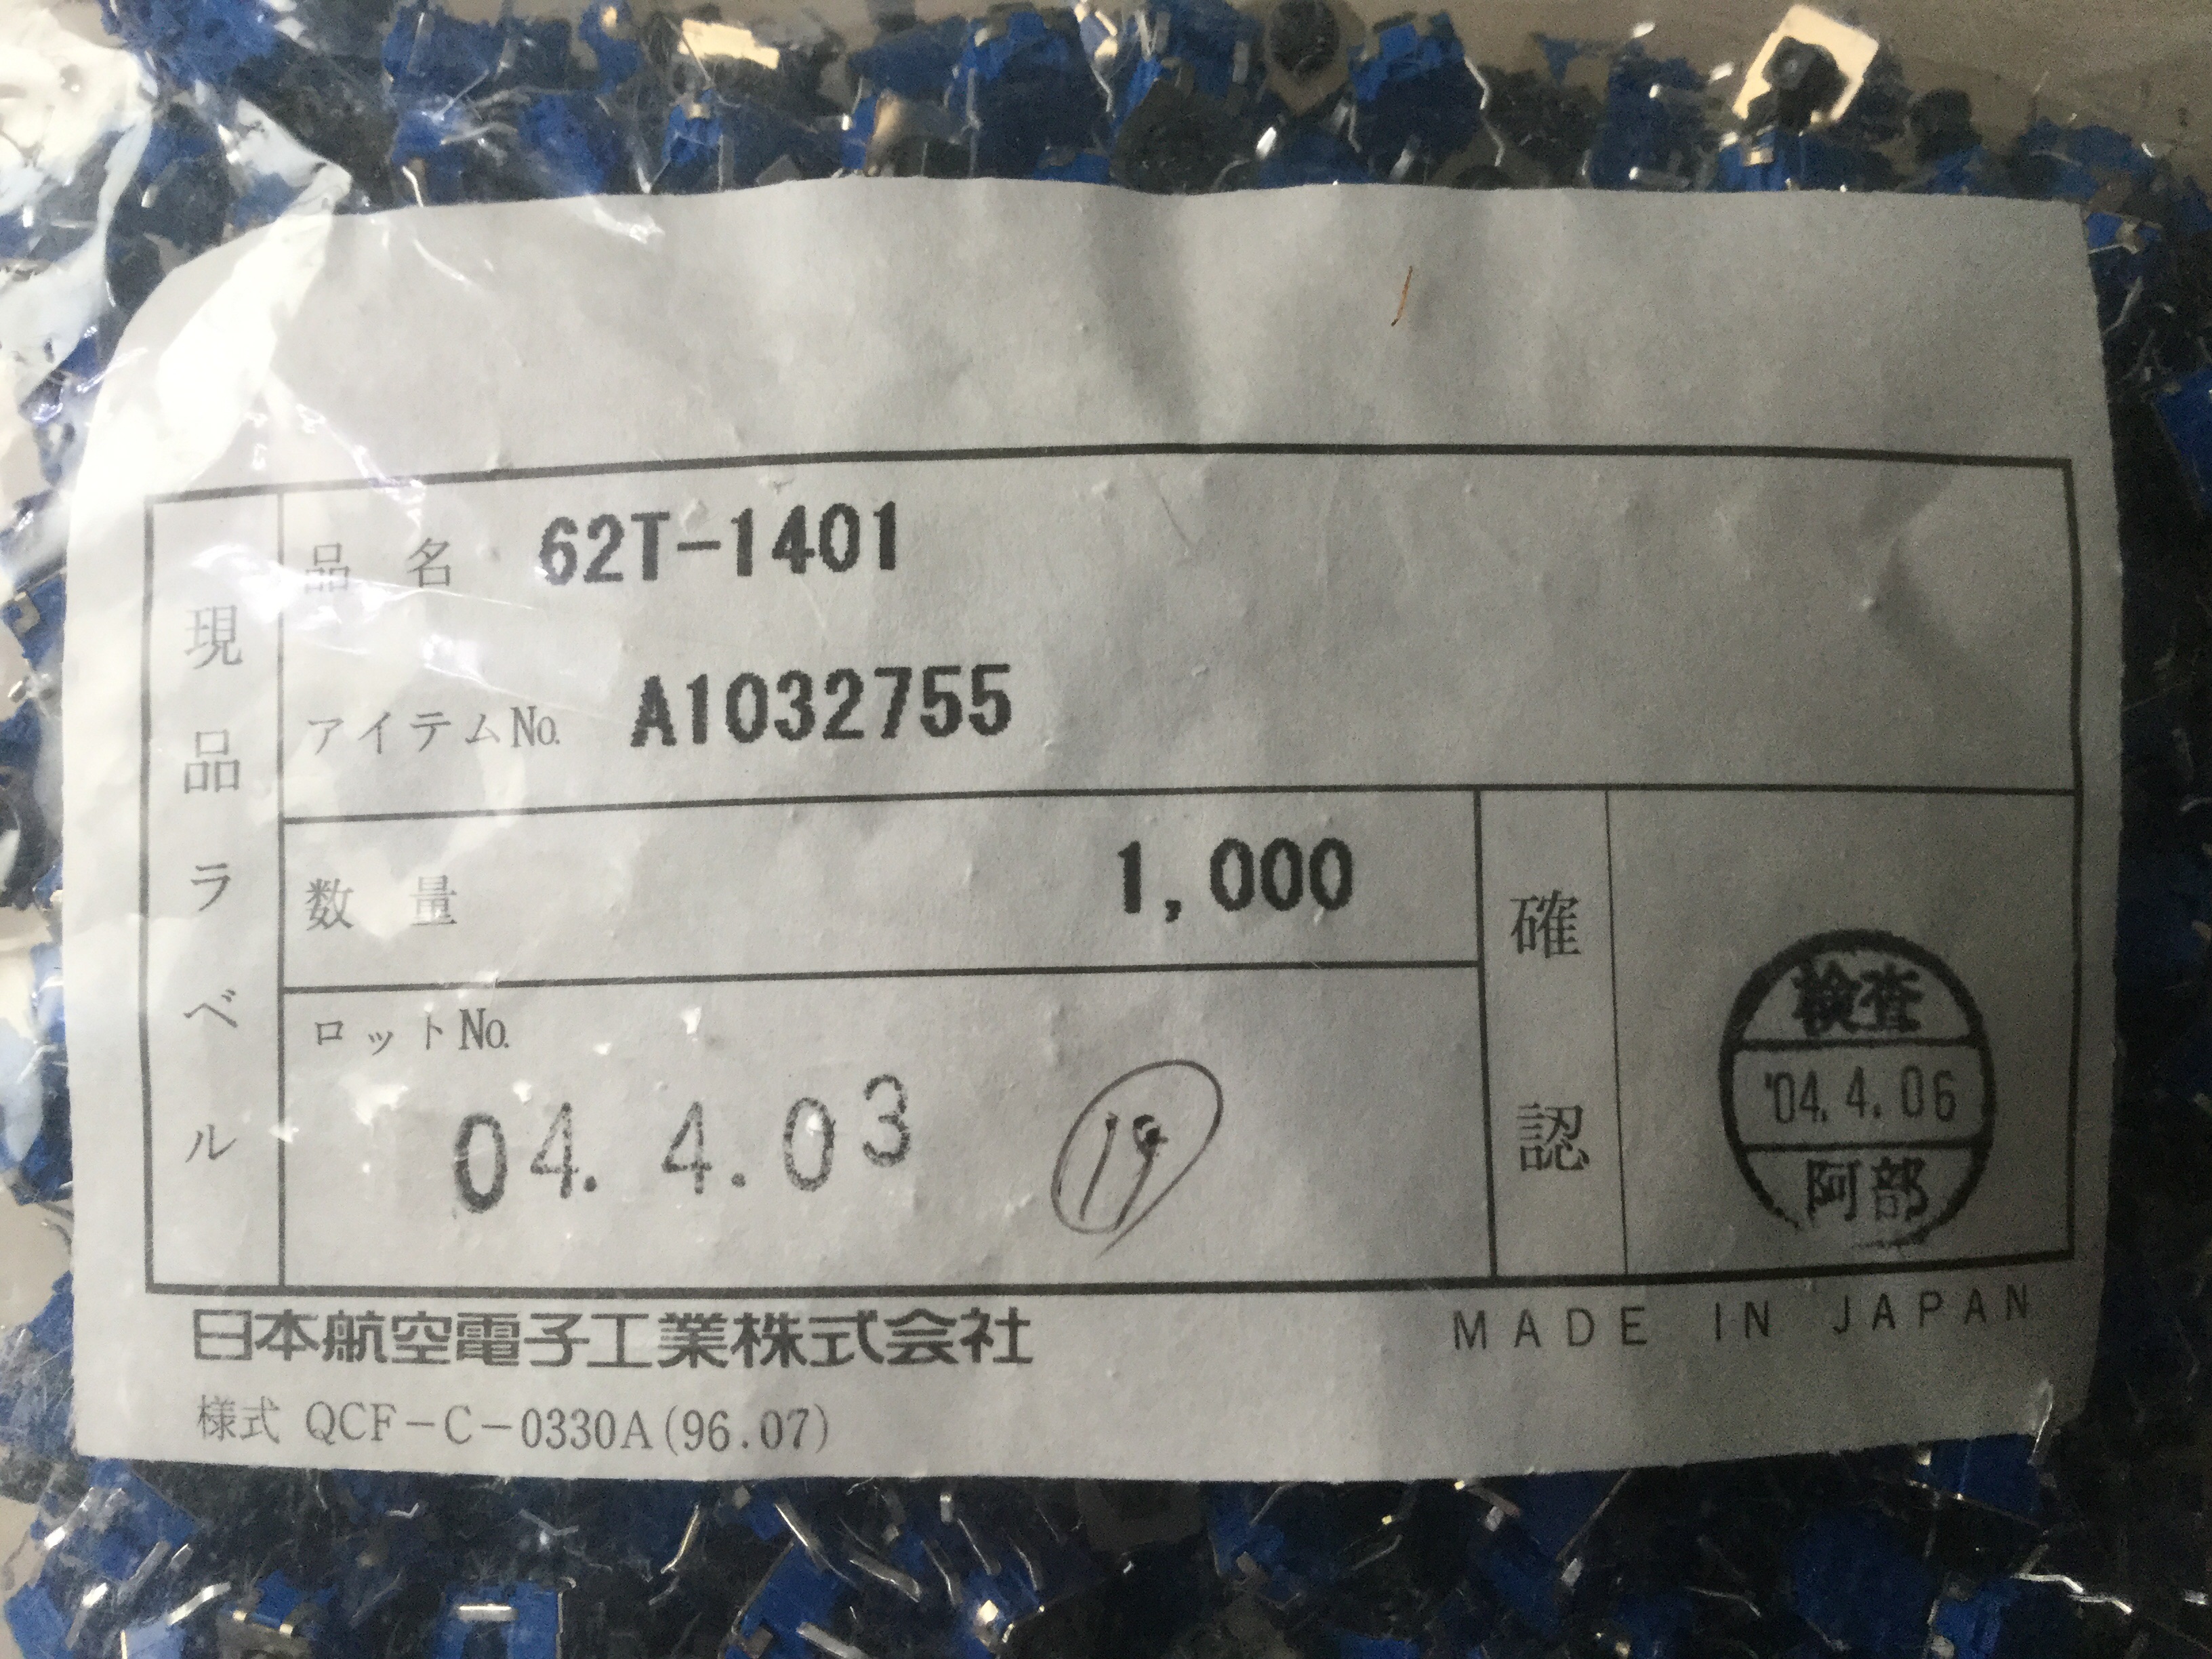 現品ラベル
品名 62T-1401
アイテムNo. A1032755
数量 1,000
ロットNo.
04. 4.03 19
確認
検査
'04.4.06
阿部
日本航空電子工業株式会社
MADE IN JAPAN
様式 QCF-C-0330A(96.07)